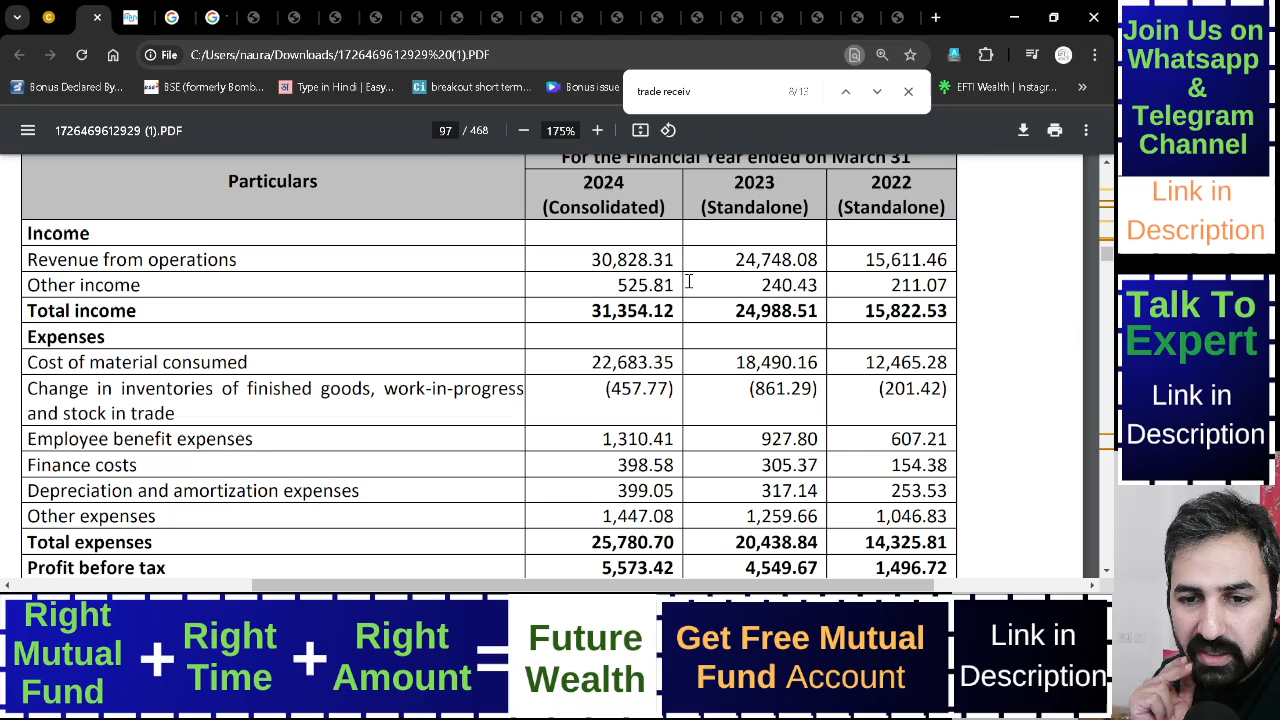 C:/Users/naura/Downloads/1726469612929%20(1).PDF
File
Bonus Declared By...
BSE (formerly Bomb...
Type in Hindi | Easy...
breakout short term...
Bonus issue
trade receiv
8/13
EFTI Wealth | Instagr...
1726469612929 (1).PDF
97 / 468
175%
For the Financial Year ended on March 31
Particulars
2024 2023 2022
(Consolidated) (Standalone) (Standalone)
Income
Revenue from operations 30,828.31 24,748.08 15,611.46
Other income 525.81 240.43 211.07
Total income 31,354.12 24,988.51 15,822.53
Expenses
Cost of material consumed 22,683.35 18,490.16 12,465.28
Change in inventories of finished goods, work-in-progress (457.77) (861.29) (201.42)
and stock in trade
Employee benefit expenses 1,310.41 927.80 607.21
Finance costs 398.58 305.37 154.38
Depreciation and amortization expenses 399.05 317.14 253.53
Other expenses 1,447.08 1,259.66 1,046.83
Total expenses 25,780.70 20,438.84 14,325.81
Profit before tax 5,573.42 4,549.67 1,496.72
Join Us on
Whatsapp
&
Telegram
Channel
Link in
Description
Talk To
Expert
Link in
Description
Right
Mutual
Fund
+
Right
Time
+
Right
Amount
=
Future
Wealth
Get Free Mutual
Fund Account
Link in
Description